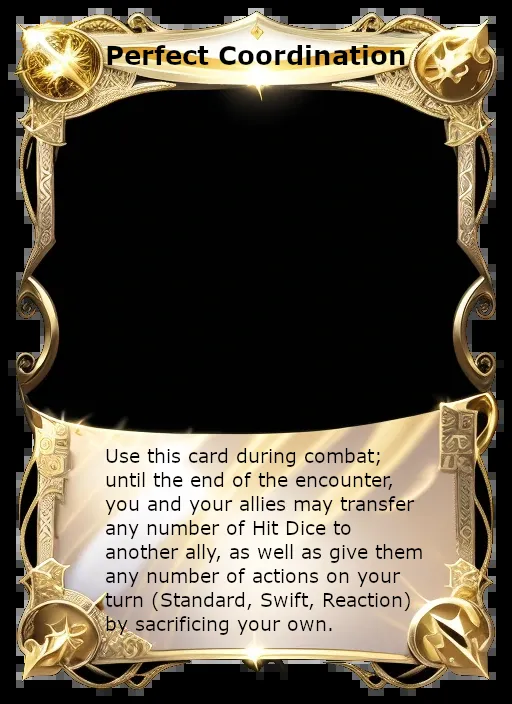 Perfect Coordination
Use this card during combat;
until the end of the encounter,
you and your allies may transfer
any number of Hit Dice to
another ally, as well as give them
any number of actions on your
turn (Standard, Swift, Reaction)
by sacrificing your own.